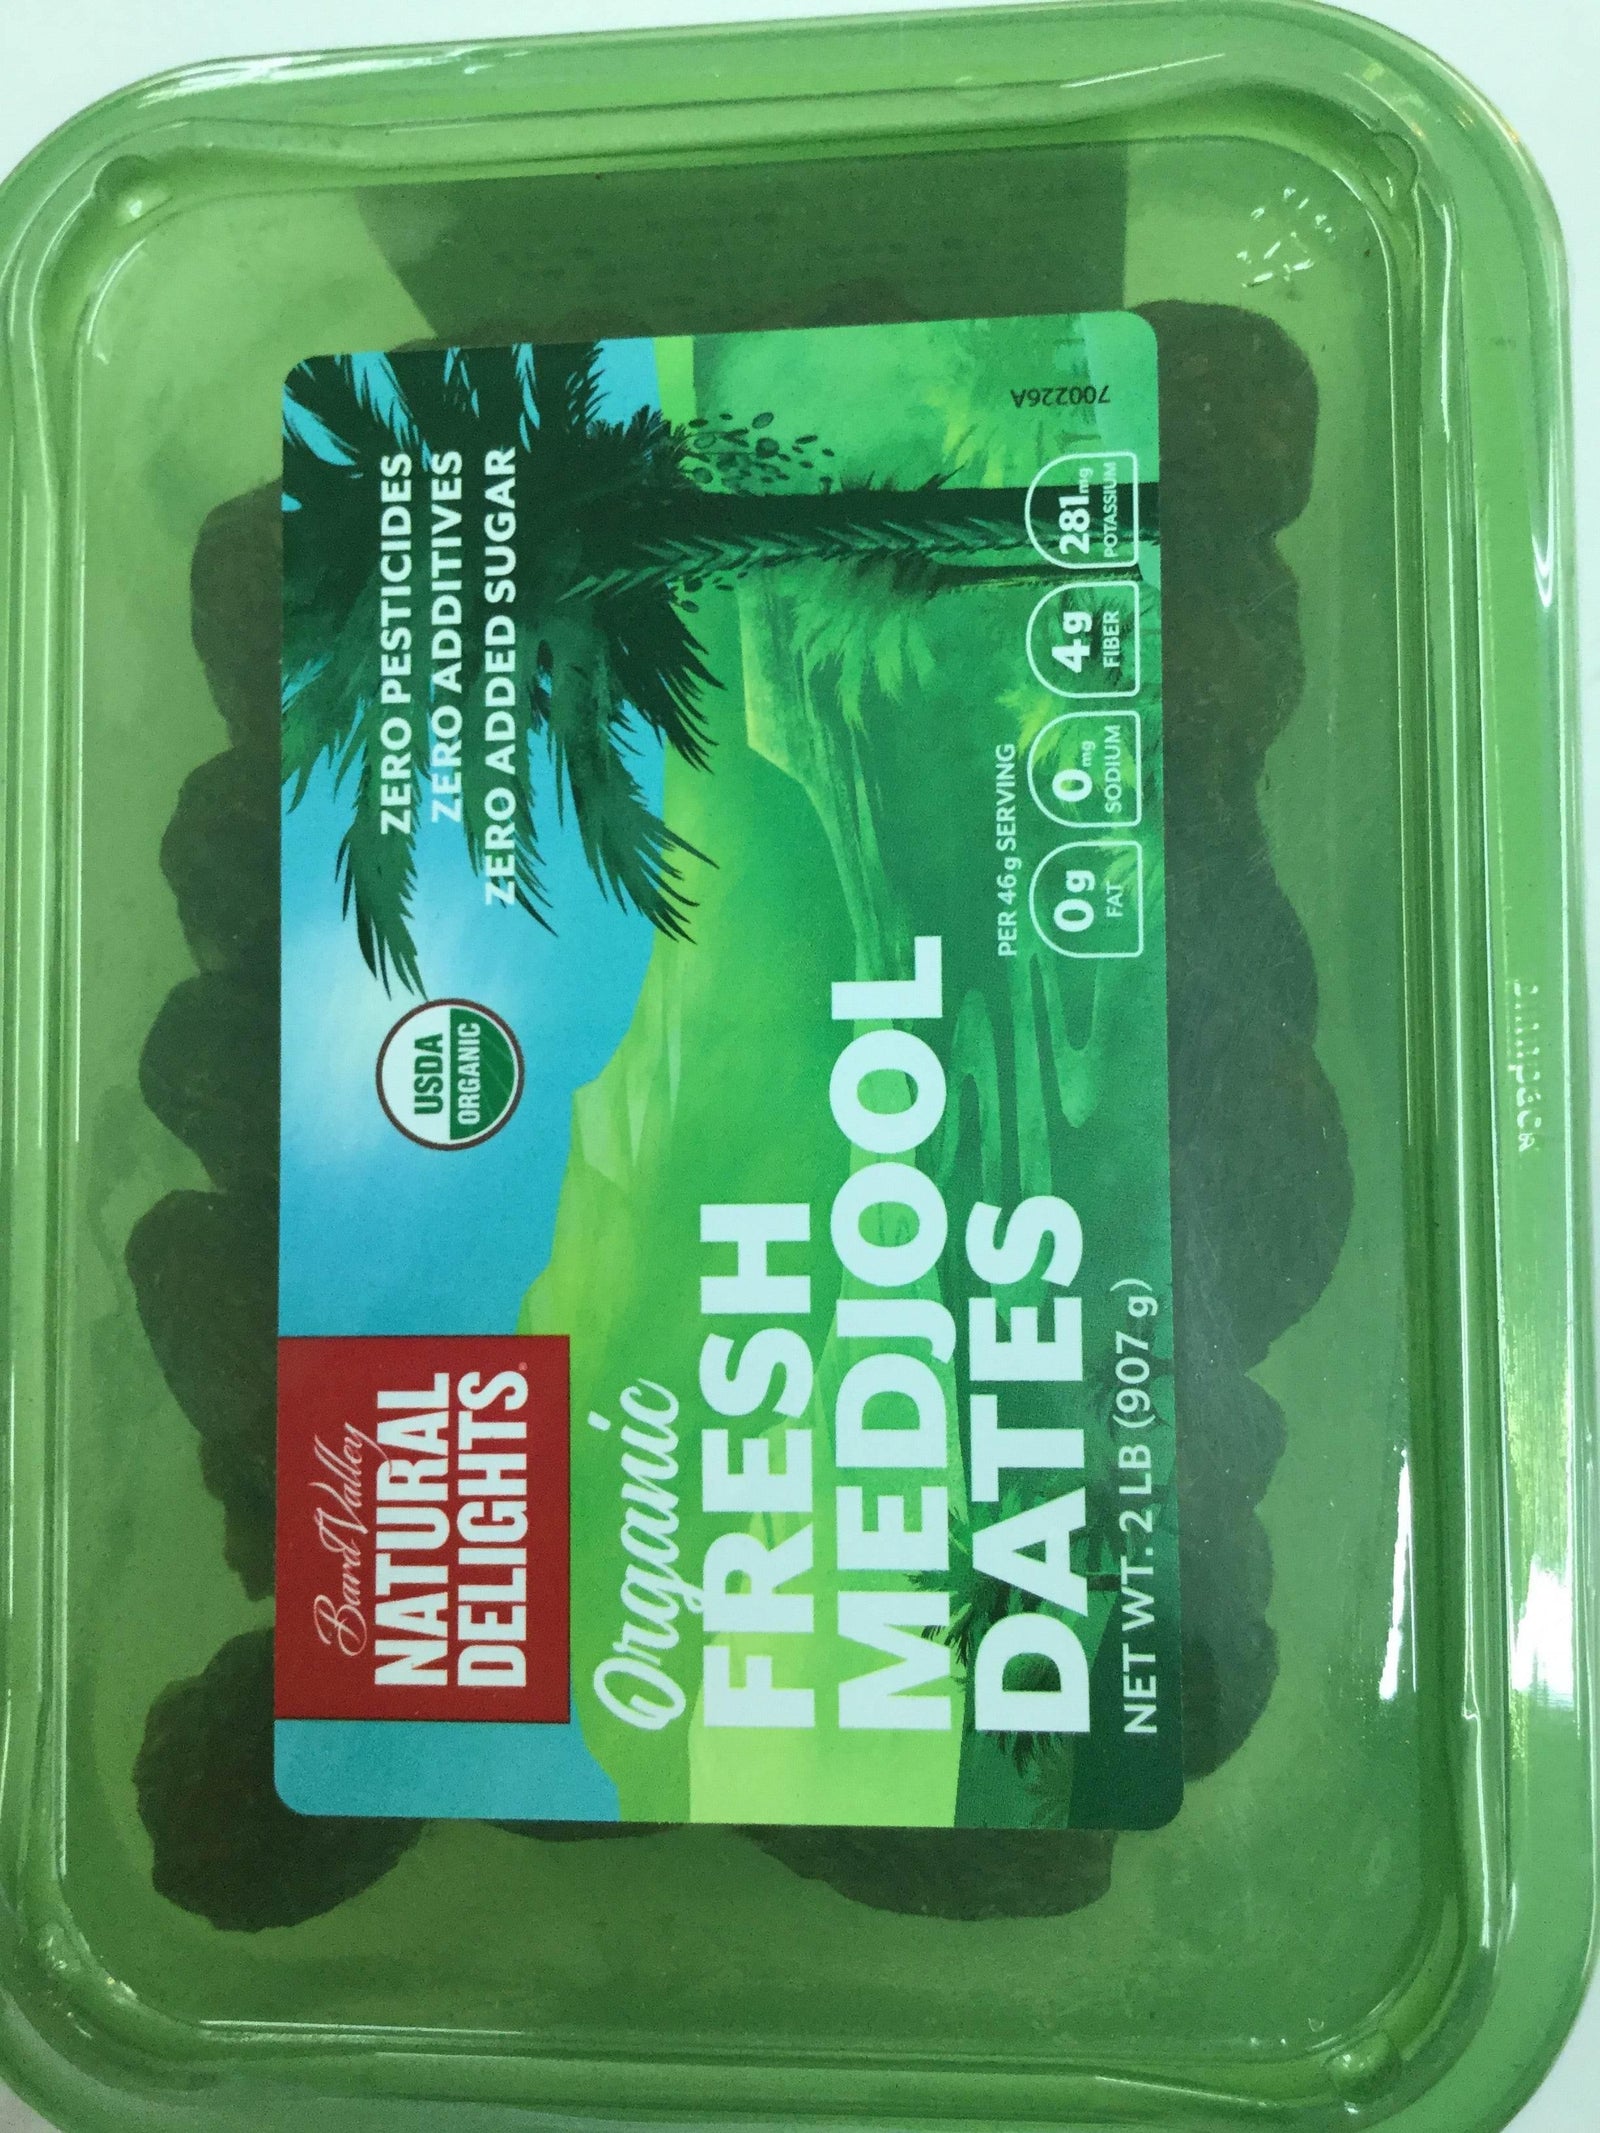 Bard Valley
NATURAL
DELIGHTS®
USDA
ORGANIC
ZERO PESTICIDES
ZERO ADDITIVES
ZERO ADDED SUGAR
Organic
FRESH
MEDJOOL
DATES
NET WT. 2 LB (907 g)
PER 46 g SERVING
0g
FAT
0mg
SODIUM
4g
FIBER
281mg
POTASSIUM
700226A